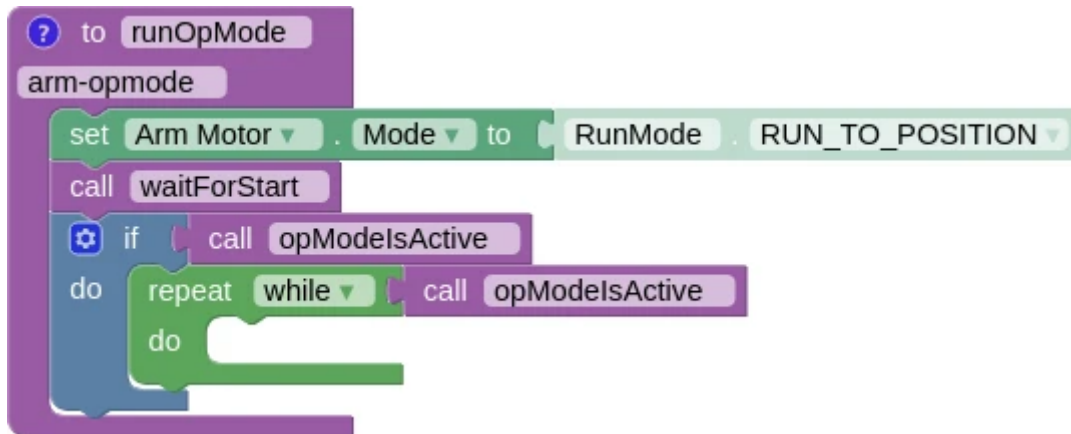 ? to runOpMode
arm-opmode
set Arm Motor ▾ . Mode ▾ to RunMode . RUN_TO_POSITION ▾
call waitForStart
if call opModeIsActive
do repeat while ▾ call opModeIsActive
do